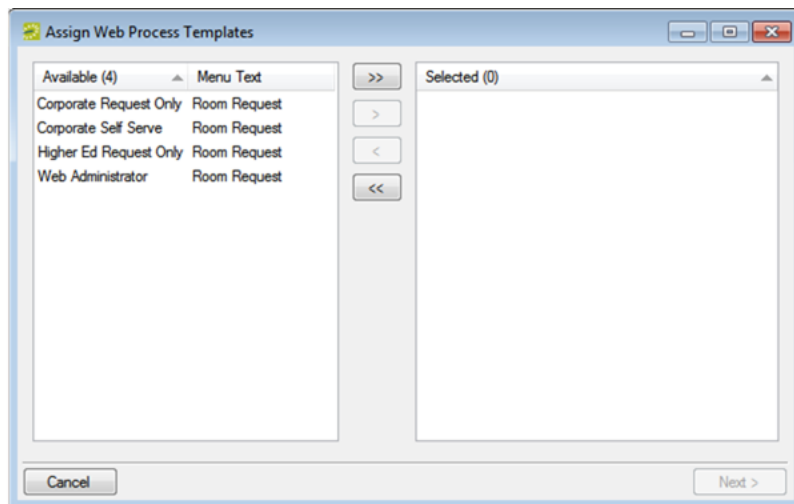 Assign Web Process Templates
Available (4) Menu Text
Corporate Request Only Room Request
Corporate Self Serve Room Request
Higher Ed Request Only Room Request
Web Administrator Room Request
>>
>
<
<<
Selected (0)
Cancel
Next >